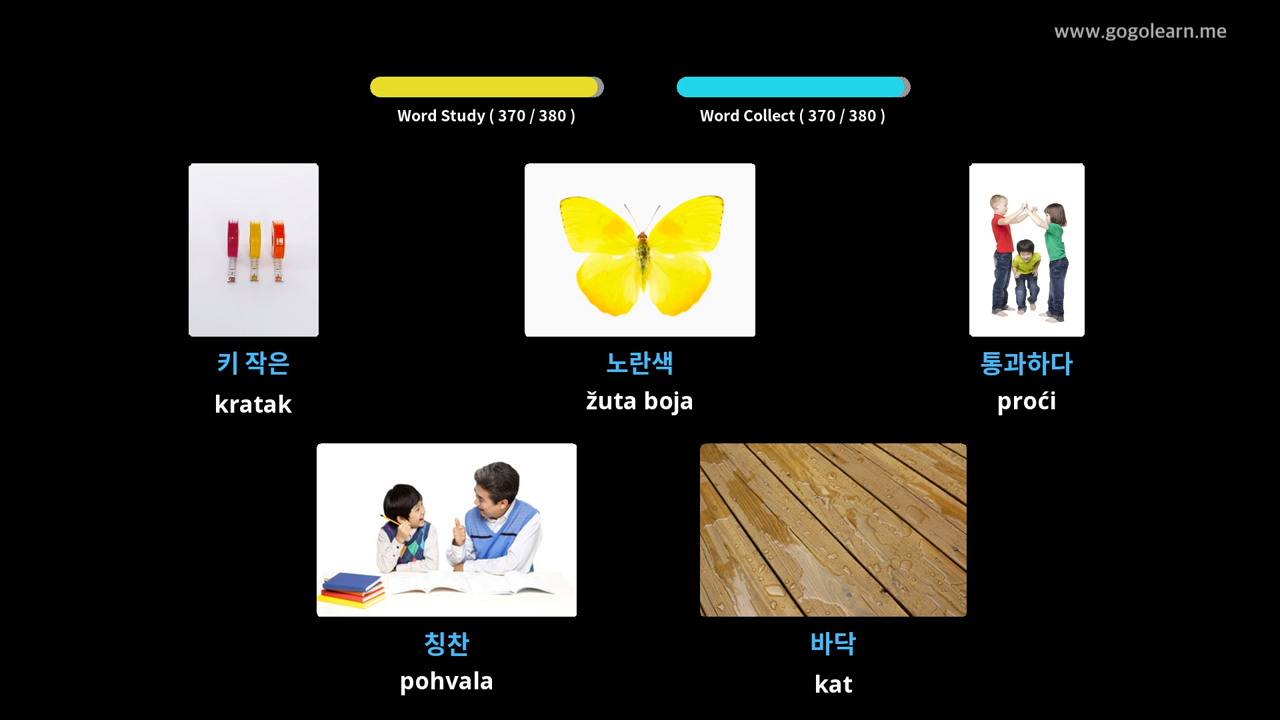 www.gogolearn.me
Word Study ( 370 / 380 )
Word Collect ( 370 / 380 )
키 작은
kratak
노란색
žuta boja
통과하다
proći
칭찬
pohvala
바닥
kat